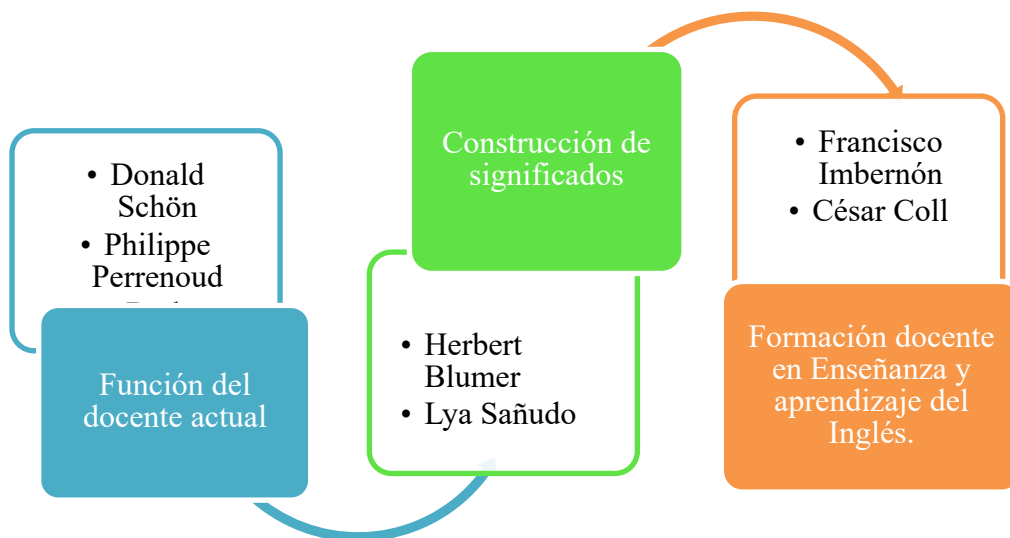 • Donald
Schön
• Philippe
Perrenoud
Función del
docente actual
Construcción de
significados
• Herbert
Blumer
• Lya Sañudo
• Francisco
Imbernón
• César Coll
Formación docente
en Enseñanza y
aprendizaje del
Inglés.